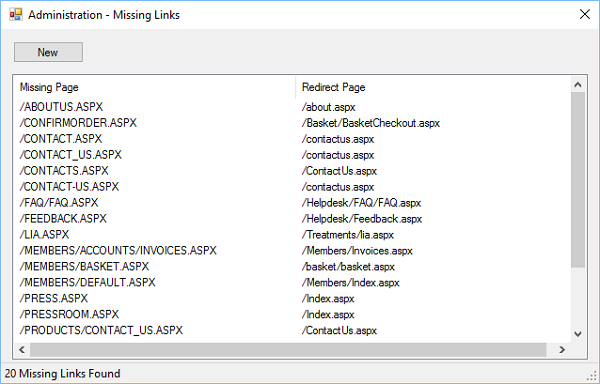 Administration - Missing Links
New
Missing Page Redirect Page
/ABOUTUS.ASPX /about.aspx
/CONFIRMORDER.ASPX /Basket/BasketCheckout.aspx
/CONTACT.ASPX /contactus.aspx
/CONTACT_US.ASPX /contactus.aspx
/CONTACTS.ASPX /ContactUs.aspx
/CONTACT-US.ASPX /contactus.aspx
/FAQ/FAQ.ASPX /Helpdesk/FAQ/FAQ.aspx
/FEEDBACK.ASPX /Helpdesk/Feedback.aspx
/LIA.ASPX /Treatments/lia.aspx
/MEMBERS/ACCOUNTS/INVOICES.ASPX /Members/Invoices.aspx
/MEMBERS/BASKET.ASPX /basket/basket.aspx
/MEMBERS/DEFAULT.ASPX /Members/Index.aspx
/PRESS.ASPX /Index.aspx
/PRESSROOM.ASPX /Index.aspx
/PRODUCTS/CONTACT_US.ASPX /ContactUs.aspx
20 Missing Links Found